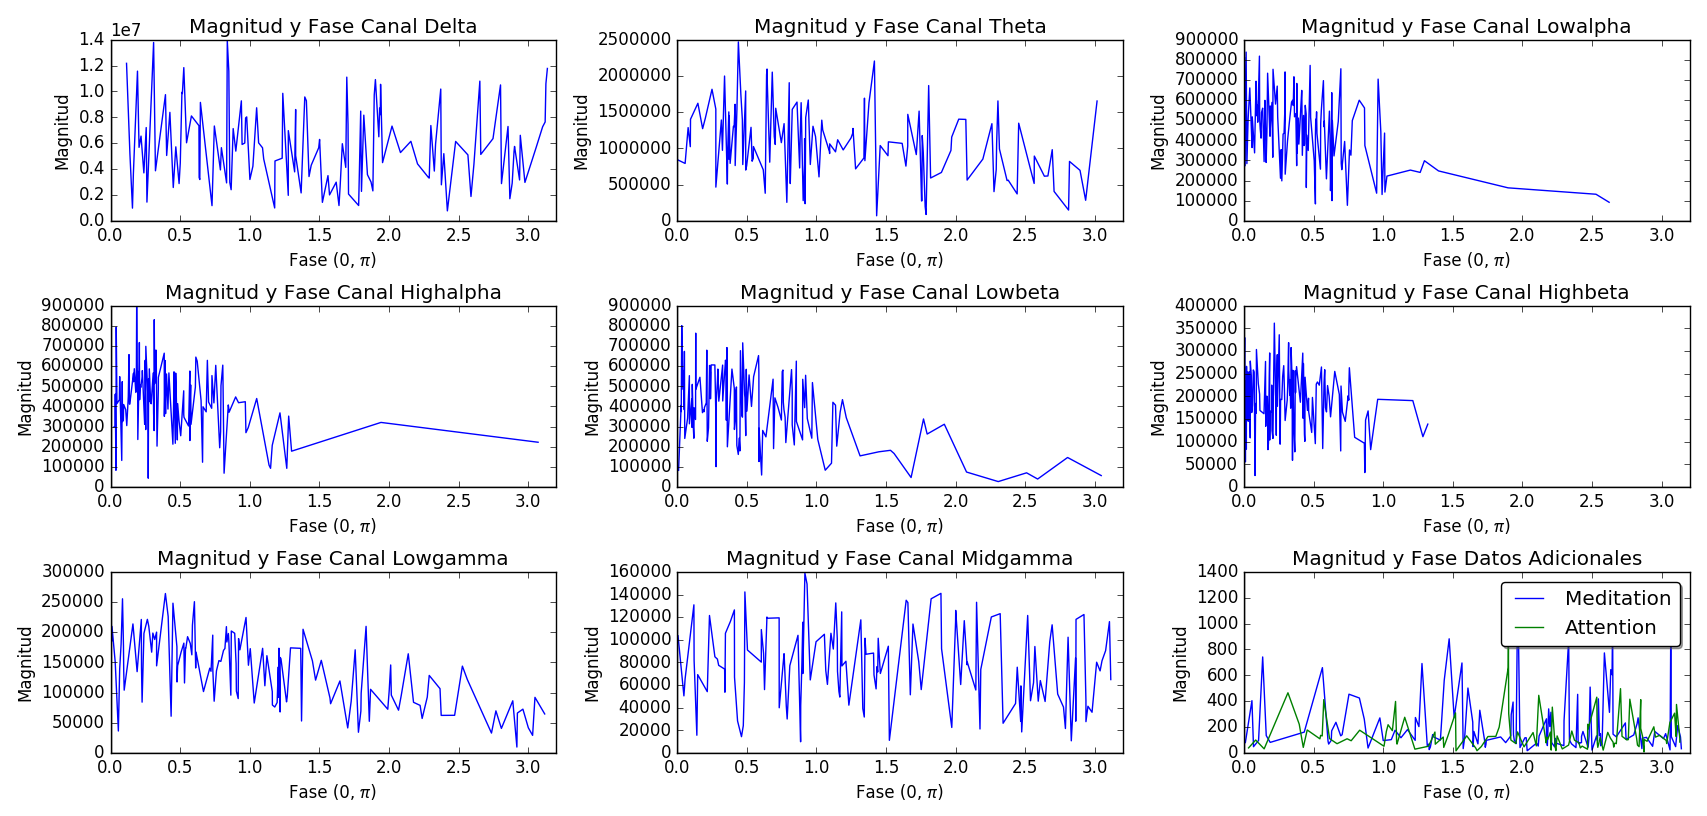 Magnitud y Fase Canal Delta
1e7
1.4
1.2
1.0
0.8
0.6
0.4
0.2
0.0
Magnitud
0.0 0.5 1.0 1.5 2.0 2.5 3.0
Fase (0, π)
Magnitud y Fase Canal Theta
2500000
2000000
1500000
1000000
500000
0
Magnitud
0.0 0.5 1.0 1.5 2.0 2.5 3.0
Fase (0, π)
Magnitud y Fase Canal Lowalpha
900000
800000
700000
600000
500000
400000
300000
200000
100000
0
Magnitud
0.0 0.5 1.0 1.5 2.0 2.5 3.0
Fase (0, π)
Magnitud y Fase Canal Highalpha
900000
800000
700000
600000
500000
400000
300000
200000
100000
0
Magnitud
0.0 0.5 1.0 1.5 2.0 2.5 3.0
Fase (0, π)
Magnitud y Fase Canal Lowbeta
900000
800000
700000
600000
500000
400000
300000
200000
100000
0
Magnitud
0.0 0.5 1.0 1.5 2.0 2.5 3.0
Fase (0, π)
Magnitud y Fase Canal Highbeta
400000
350000
300000
250000
200000
150000
100000
50000
0
Magnitud
0.0 0.5 1.0 1.5 2.0 2.5 3.0
Fase (0, π)
Magnitud y Fase Canal Lowgamma
300000
250000
200000
150000
100000
50000
0
Magnitud
0.0 0.5 1.0 1.5 2.0 2.5 3.0
Fase (0, π)
Magnitud y Fase Canal Midgamma
160000
140000
120000
100000
80000
60000
40000
20000
0
Magnitud
0.0 0.5 1.0 1.5 2.0 2.5 3.0
Fase (0, π)
Magnitud y Fase Datos Adicionales
1400
1200
1000
800
600
400
200
0
Magnitud
Meditation
Attention
0.0 0.5 1.0 1.5 2.0 2.5 3.0
Fase (0, π)